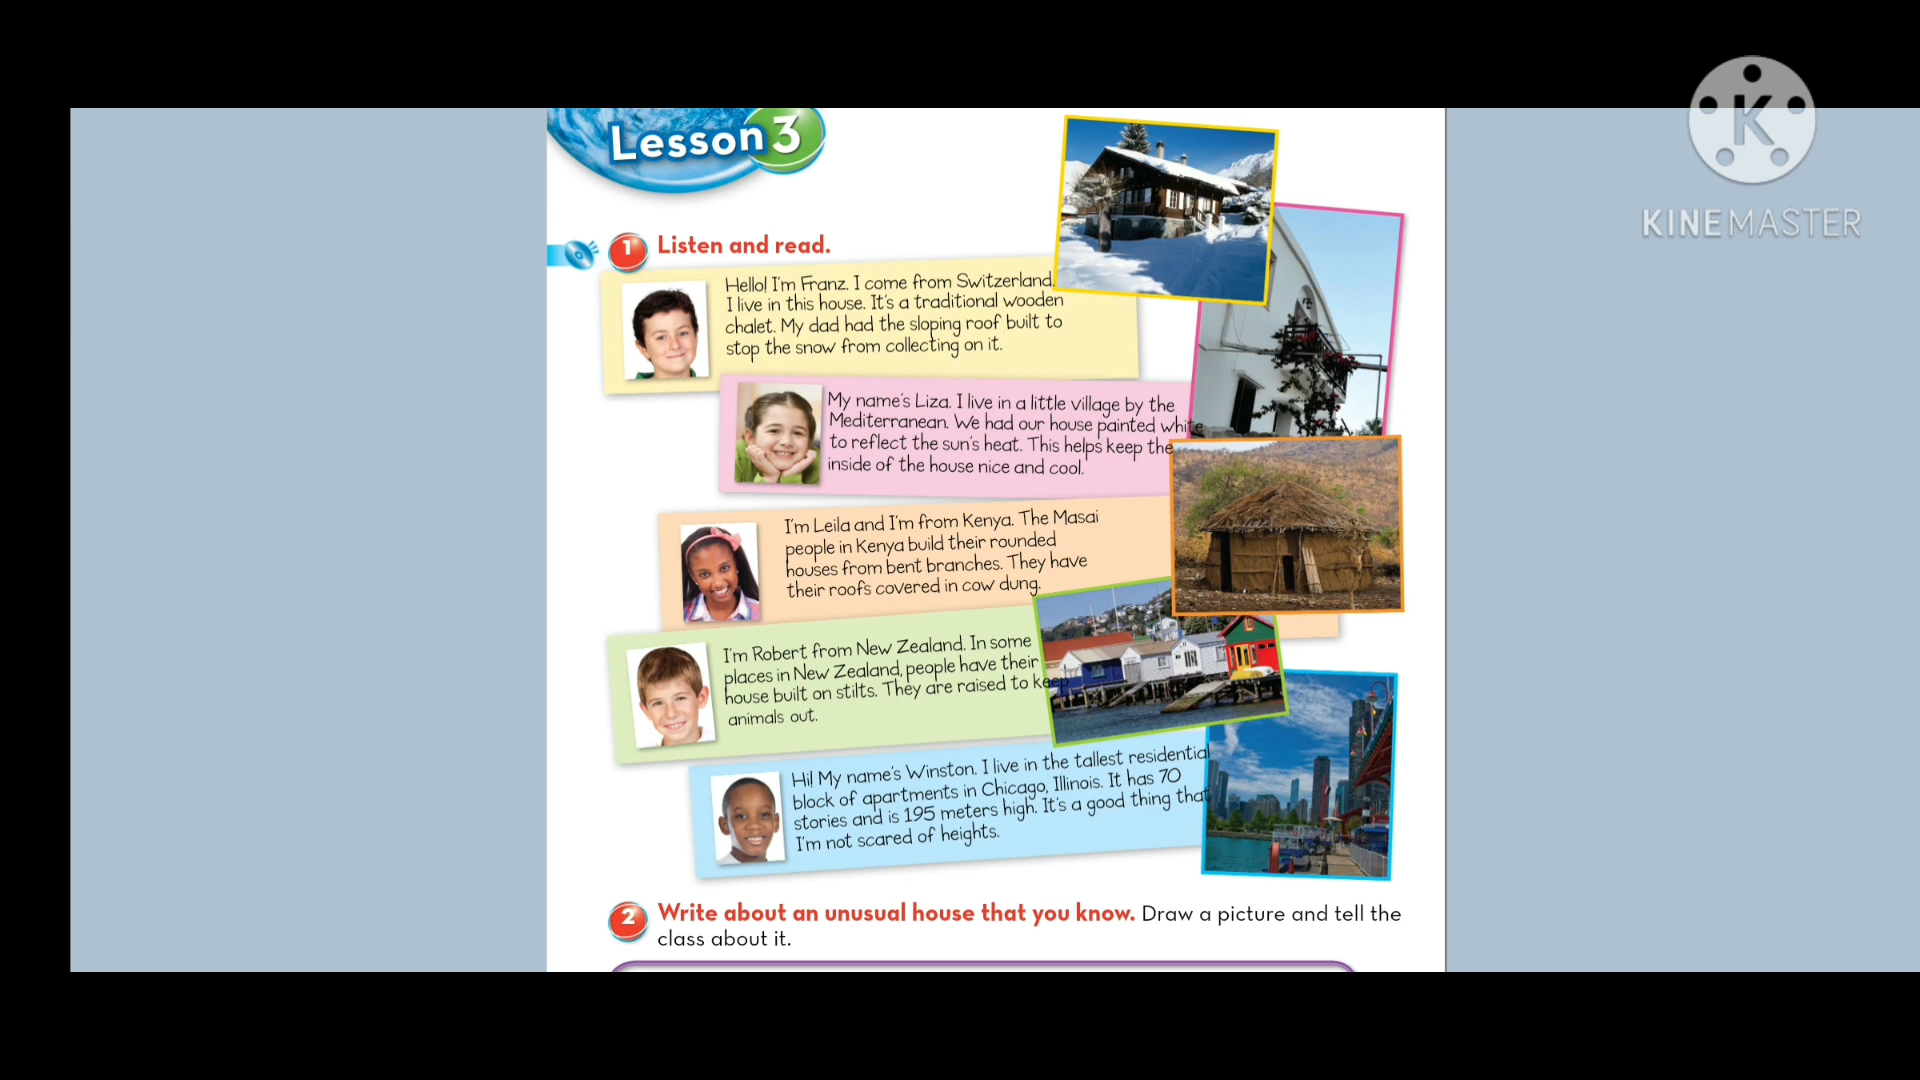 KINEMASTER
Lesson 3
1 Listen and read.
Hello! I'm Franz. I come from Switzerland.
I live in this house. It's a traditional wooden
chalet. My dad had the sloping roof built to
stop the snow from collecting on it.
My name's Liza. I live in a little village by the
Mediterranean. We had our house painted white
to reflect the sun's heat. This helps keep the
inside of the house nice and cool.
I'm Leila and I'm from Kenya. The Masai
people in Kenya build their rounded
houses from bent branches. They have
their roofs covered in cow dung.
I'm Robert from New Zealand. In some
places in New Zealand, people have their
house built on stilts. They are raised to keep
animals out.
Hi! My name's Winston. I live in the tallest residential
block of apartments in Chicago, Illinois. It has 70
stories and is 195 meters high. It's a good thing that
I'm not scared of heights.
2 Write about an unusual house that you know. Draw a picture and tell the
class about it.